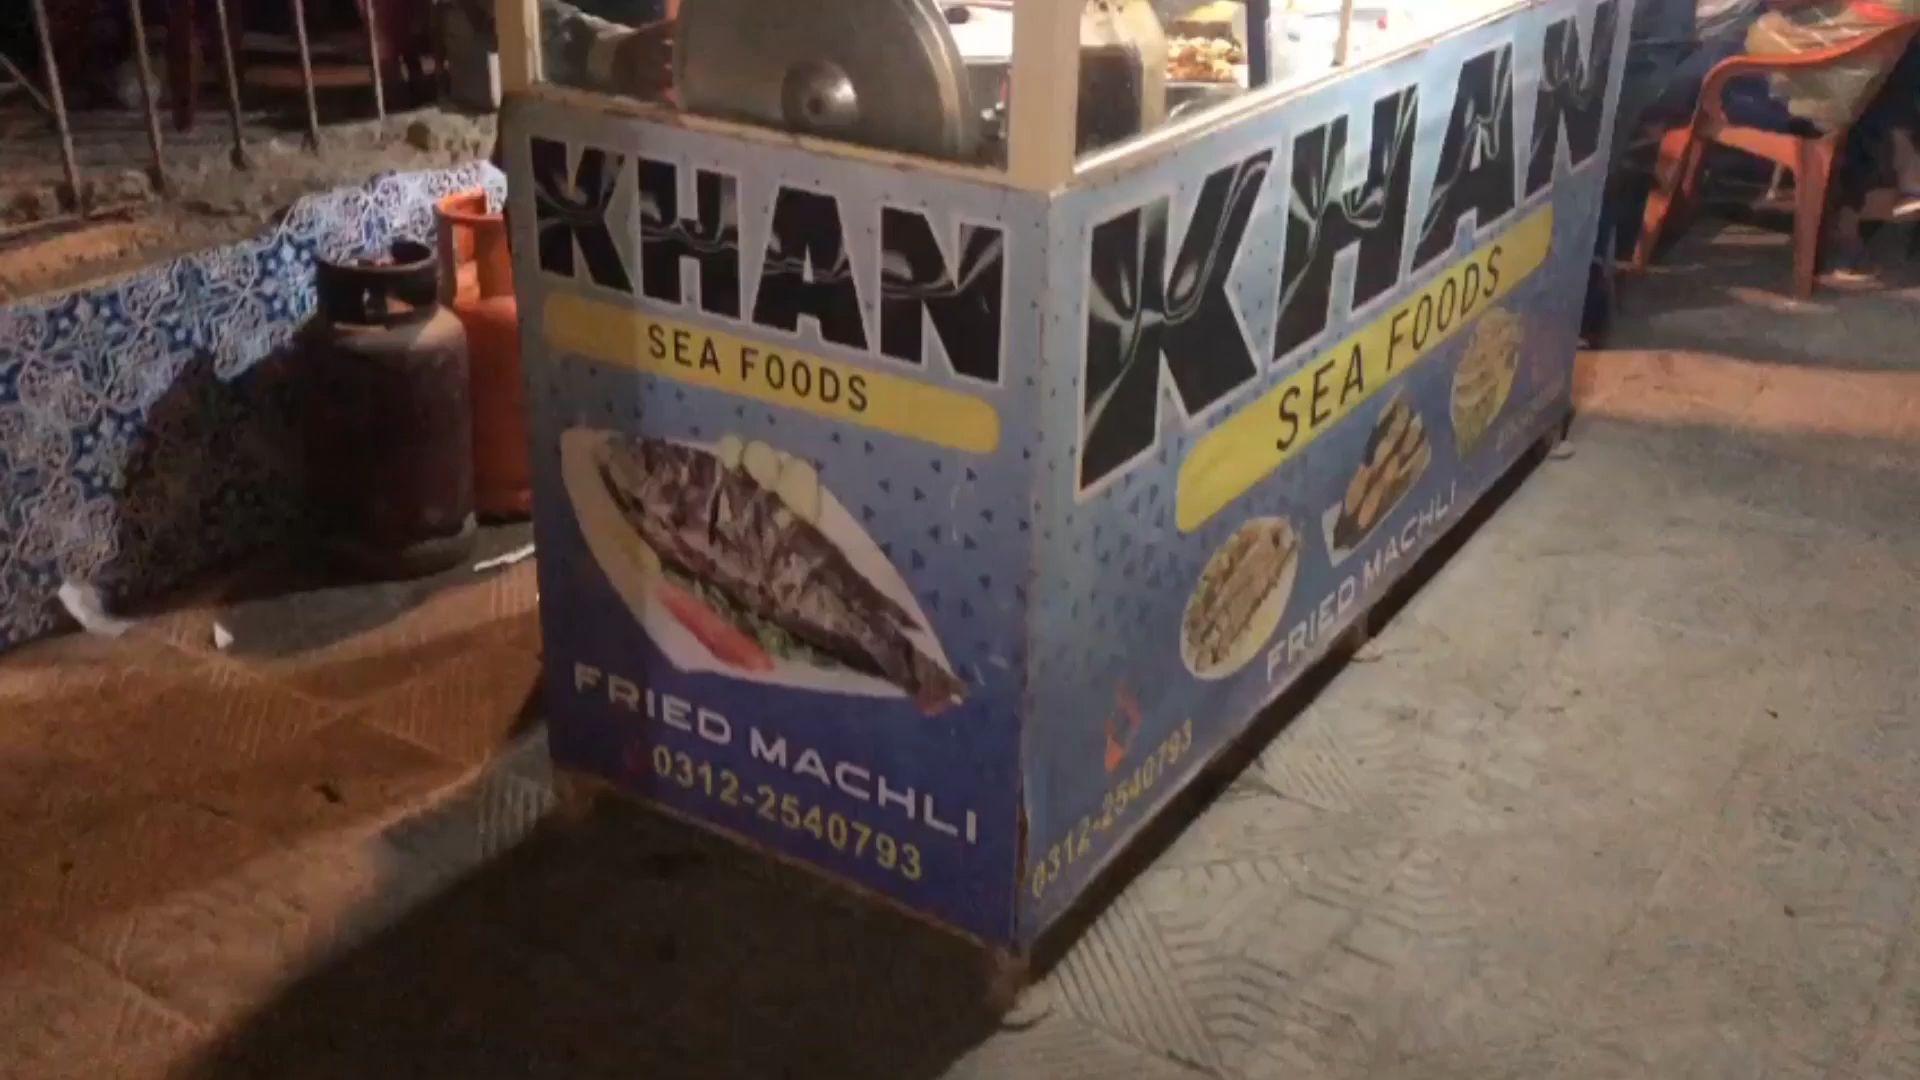 KHAN
SEA FOODS
FRIED MACHLI
0312-2540793
KHAN
SEA FOODS
FRIED MACHLI
0312-2540793